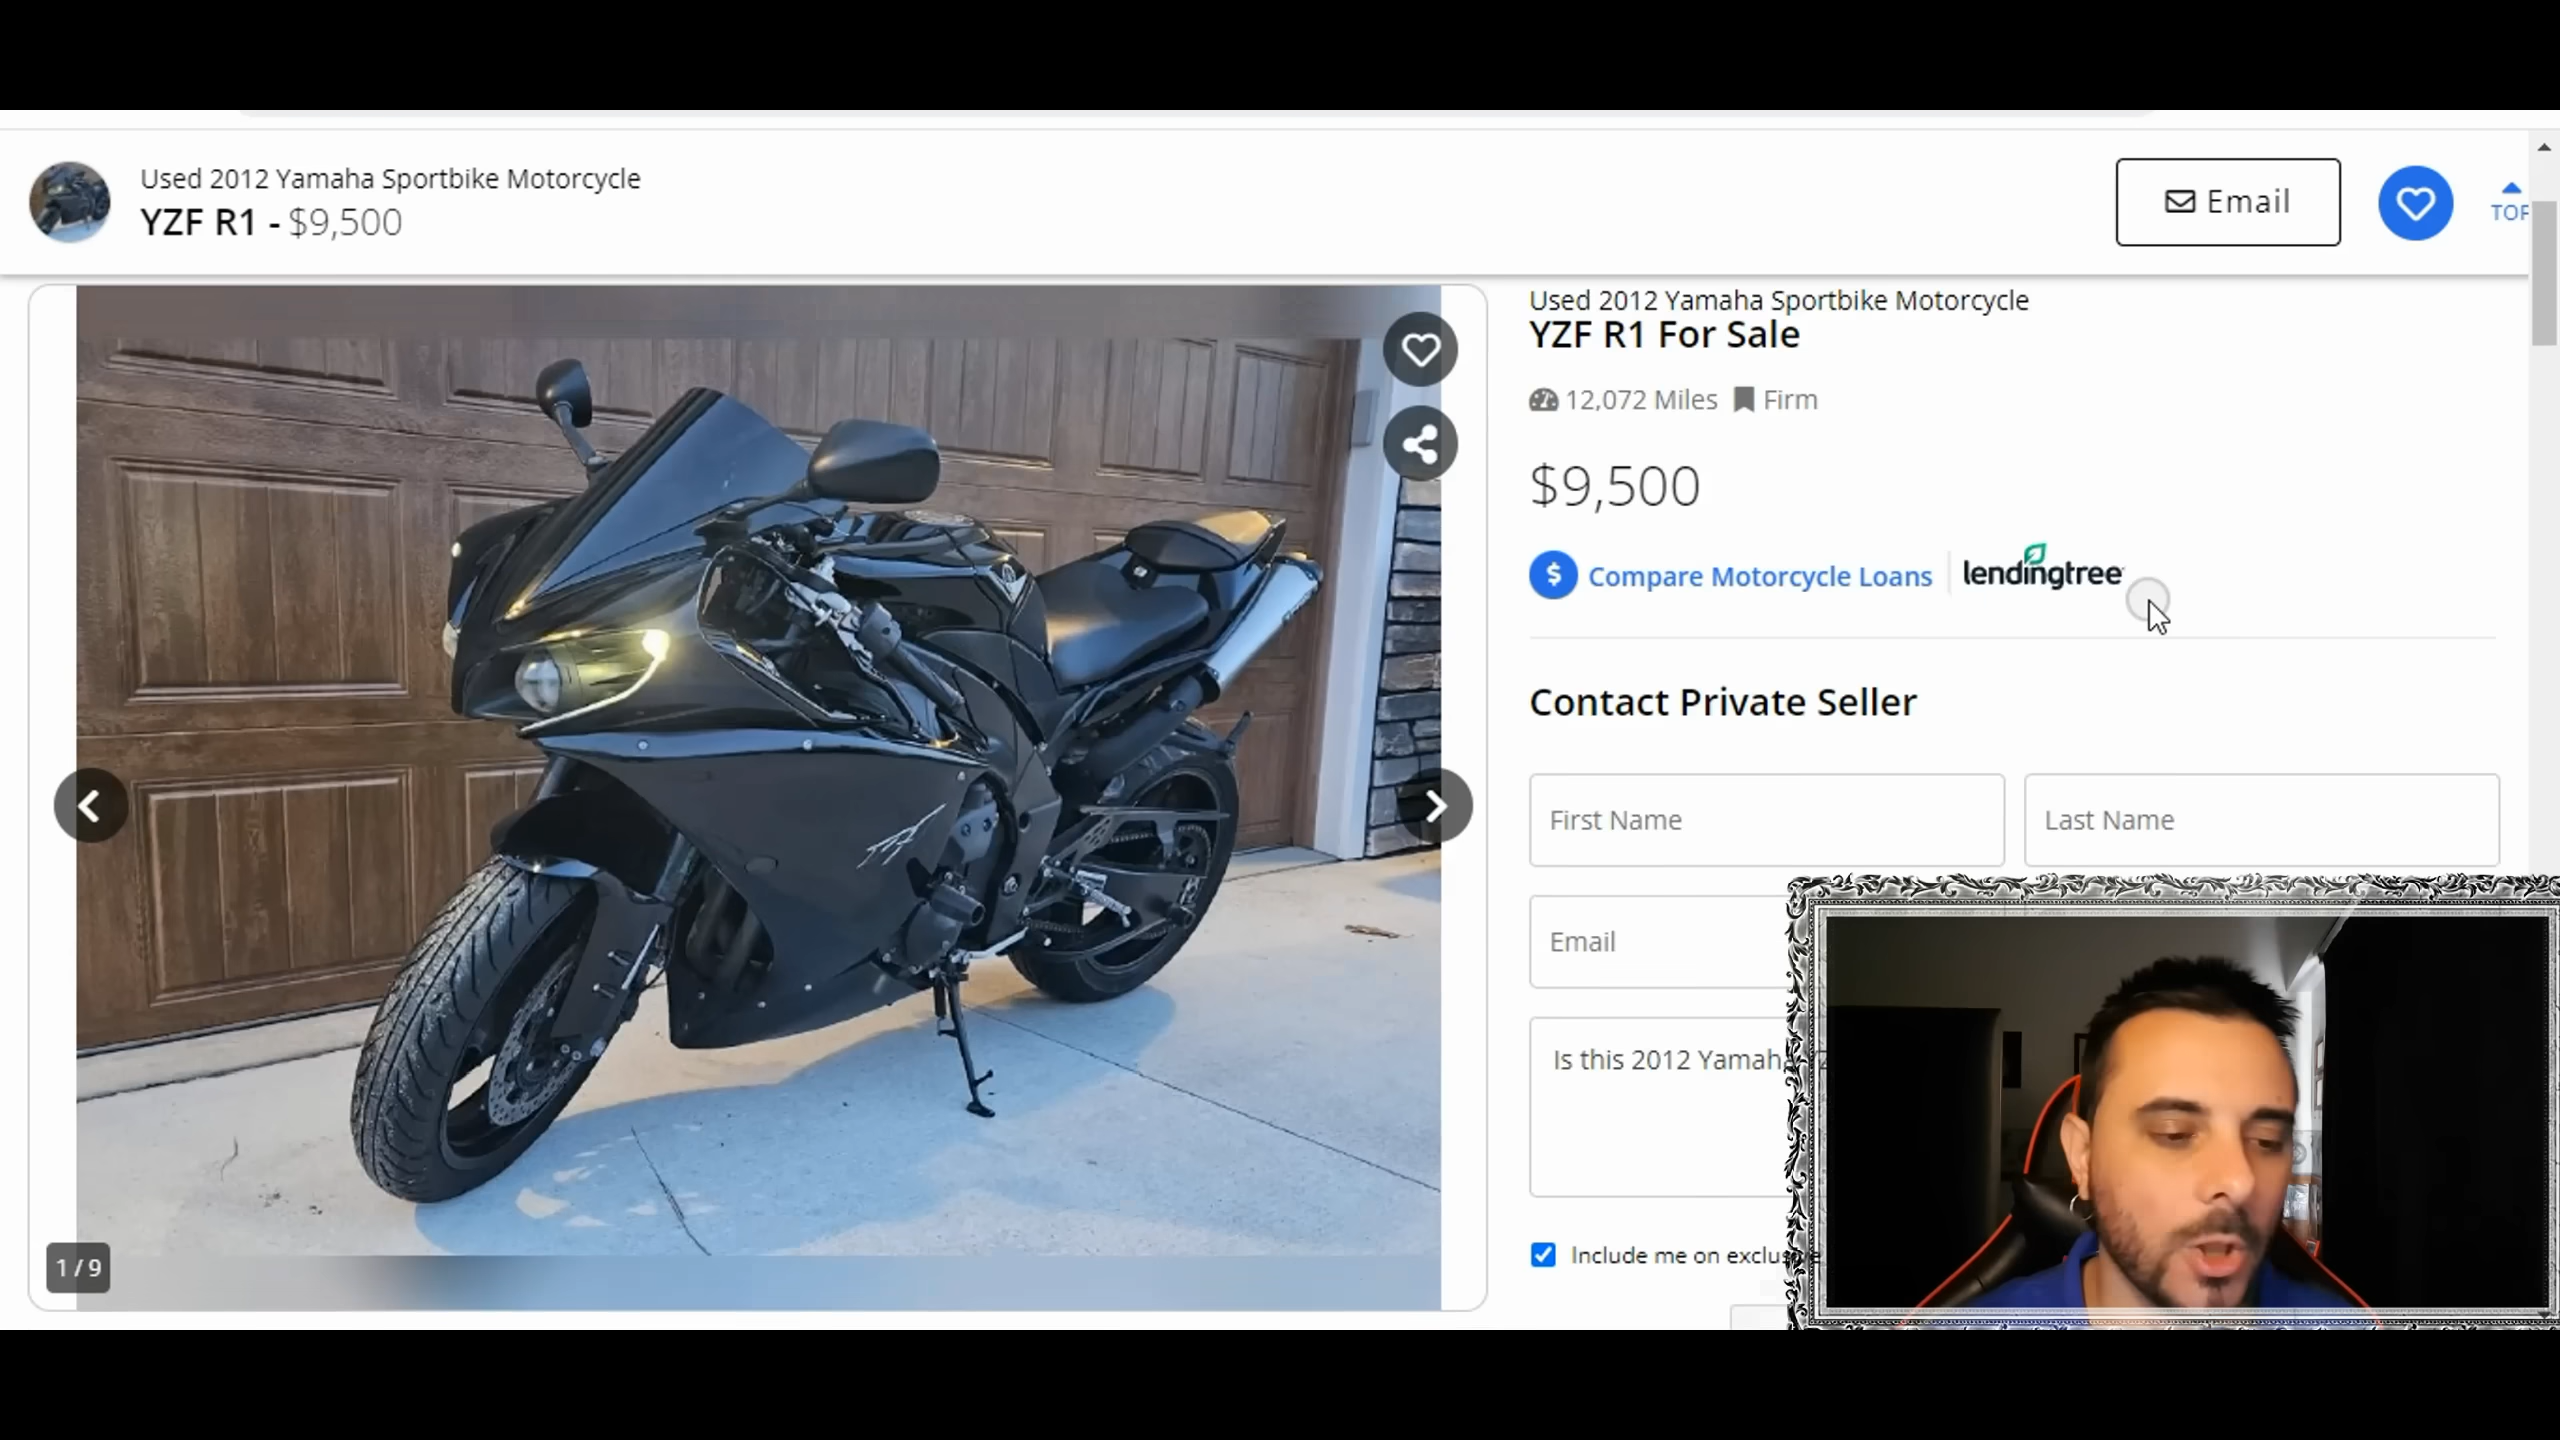 Used 2012 Yamaha Sportbike Motorcycle
YZF R1 - $9,500
Email
TOP
Used 2012 Yamaha Sportbike Motorcycle
YZF R1 For Sale
12,072 Miles Firm
$9,500
$ Compare Motorcycle Loans lendingtree
Contact Private Seller
First Name Last Name
Email
Is this 2012 Yamaha
Include me on
R1
1 / 9